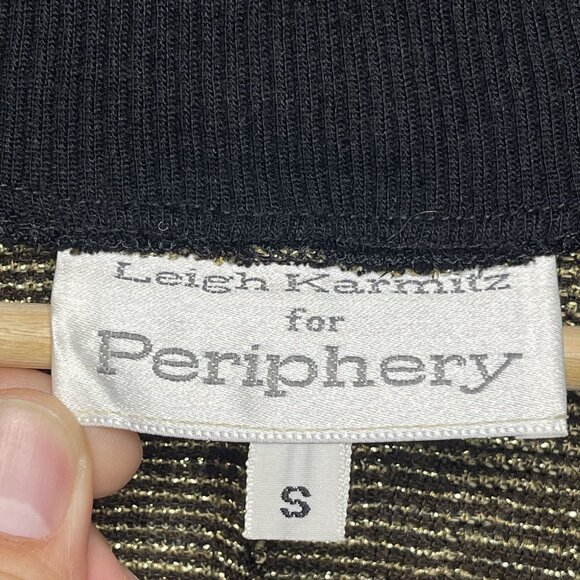 Leigh Karmitz
for
Periphery
S